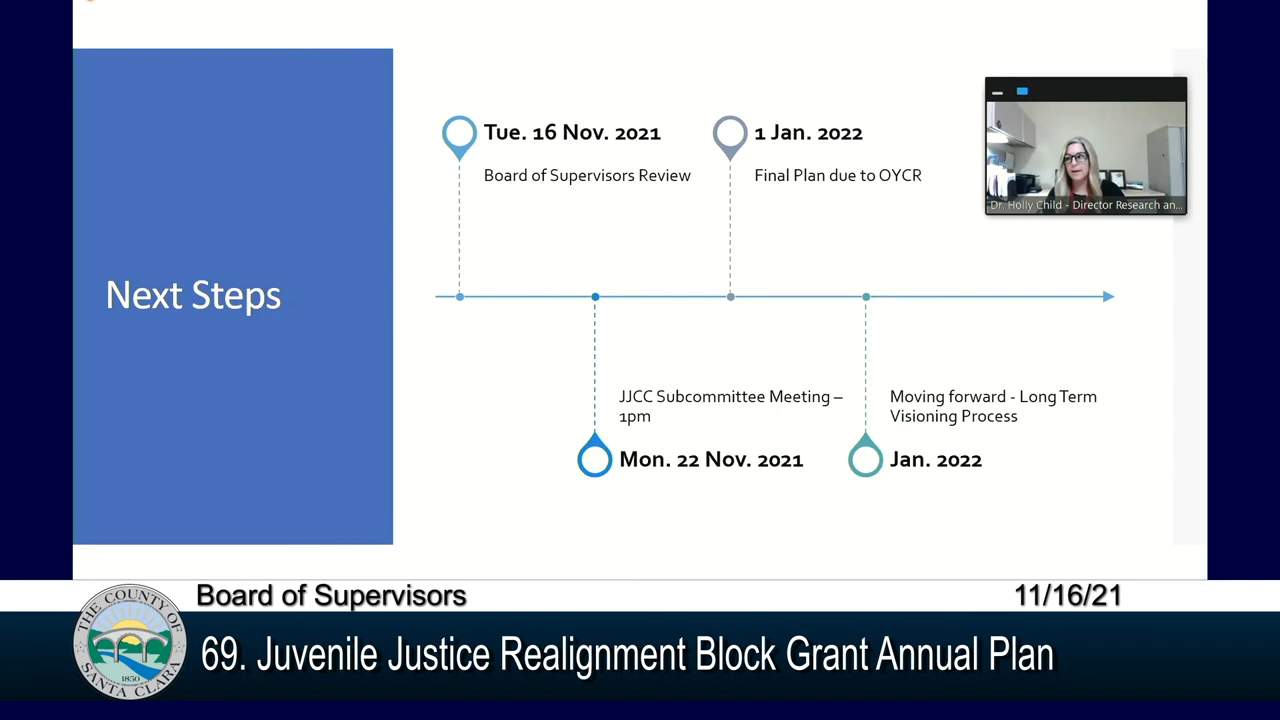 Next Steps
Tue. 16 Nov. 2021
Board of Supervisors Review
1 Jan. 2022
Final Plan due to OYCR
JJCC Subcommittee Meeting –
1pm
Mon. 22 Nov. 2021
Moving forward - Long Term
Visioning Process
Jan. 2022
Dr. Holly Child - Director Research an...
Board of Supervisors
11/16/21
69. Juvenile Justice Realignment Block Grant Annual Plan
THE COUNTY OF
SANTA CLARA
1850